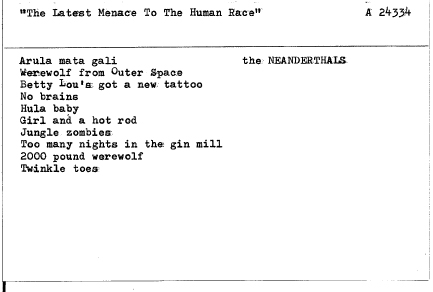 "The Latest Menace To The Human Race" A 24334
Arula mata gali the NEANDERTHALS
Werewolf from Outer Space
Betty Lou's got a new tattoo
No brains
Hula baby
Girl and a hot rod
Jungle zombies
Too many nights in the gin mill
2000 pound werewolf
Twinkle toes